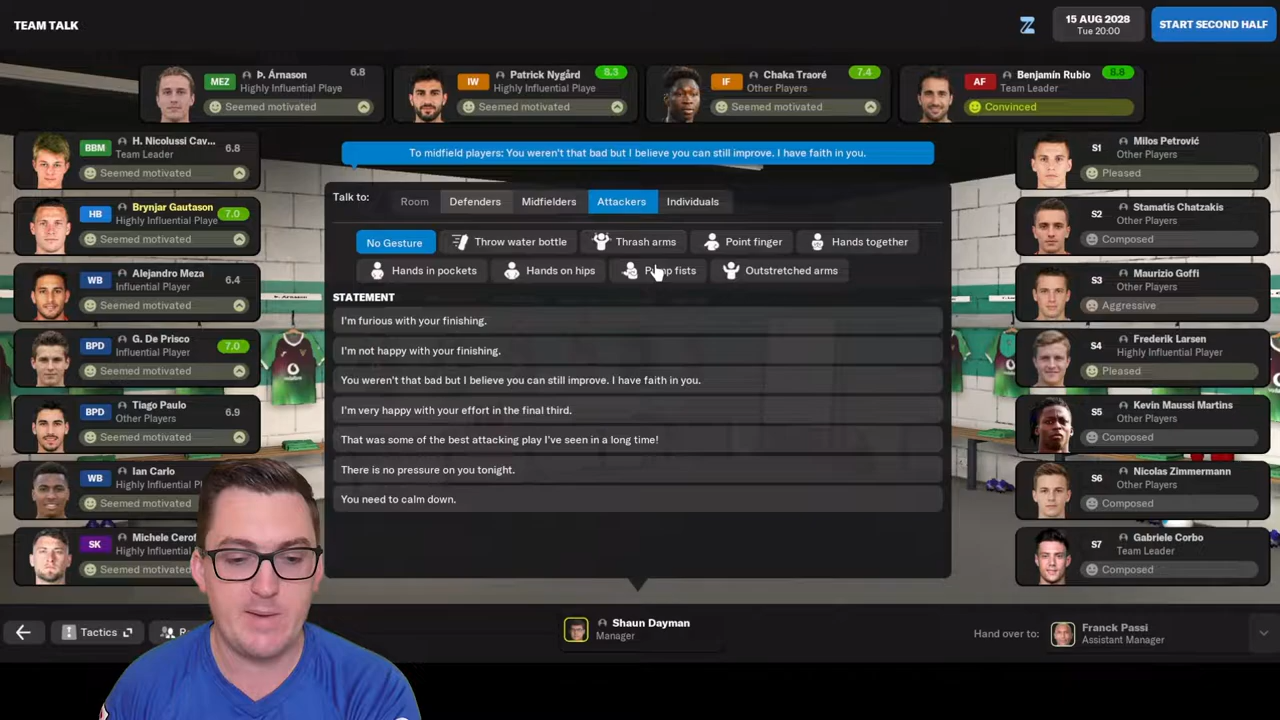 TEAM TALK
15 AUG 2028
Tue 20:00
START SECOND HALF
MEZ
Þ. Árnason
6.8
Highly Influential Playe
Seemed motivated
IW
Patrick Nygård
8.3
Highly Influential Playe
Seemed motivated
IF
Chaka Traoré
7.4
Other Players
Seemed motivated
AF
Benjamín Rubio
8.8
Team Leader
Convinced
BBM
H. Nicolussi Cav...
6.8
Team Leader
Seemed motivated
HB
Brynjar Gautason
7.0
Highly Influential Playe
Seemed motivated
WB
Alejandro Meza
6.4
Influential Player
Seemed motivated
BPD
G. De Prisco
7.0
Influential Player
Seemed motivated
BPD
Tiago Paulo
6.9
Other Players
Seemed motivated
WB
Ian Carlo
Highly Influential
Seemed motivated
SK
Michele Cerof
Highly Influential
Seemed motivated
To midfield players: You weren't that bad but I believe you can still improve. I have faith in you.
Talk to:
Room
Defenders
Midfielders
Attackers
Individuals
No Gesture
Throw water bottle
Thrash arms
Point finger
Hands together
Hands in pockets
Hands on hips
fists
Outstretched arms
STATEMENT
I'm furious with your finishing.
I'm not happy with your finishing.
You weren't that bad but I believe you can still improve. I have faith in you.
I'm very happy with your effort in the final third.
That was some of the best attacking play I've seen in a long time!
There is no pressure on you tonight.
You need to calm down.
S1
Milos Petrović
Other Players
Pleased
S2
Stamatis Chatzakis
Other Players
Composed
S3
Maurizio Goffi
Other Players
Aggressive
S4
Frederik Larsen
Highly Influential Player
Pleased
S5
Kevin Maussi Martins
Other Players
Composed
S6
Nicolas Zimmermann
Other Players
Composed
S7
Gabriele Corbo
Team Leader
Composed
Tactics
Shaun Dayman
Manager
Hand over to:
Franck Passi
Assistant Manager